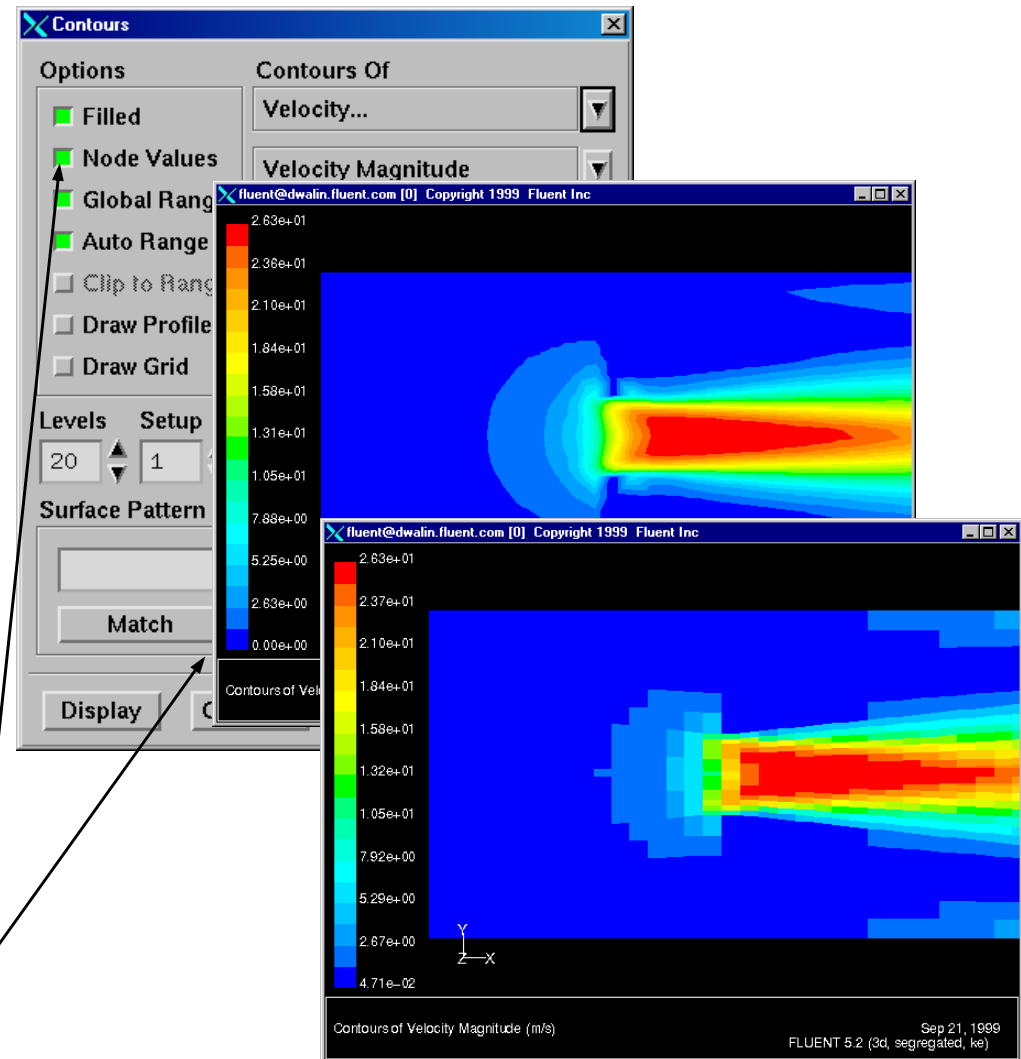 Contours
Options
Contours Of
Filled
Velocity...
Node Values
Velocity Magnitude
Global Rang
Auto Range
Clip to Rang
Draw Profile
Draw Grid
Levels
Setup
20
1
Surface Pattern
Match
Display
C
fluent@dwalin.fluent.com [0] Copyright 1999 Fluent Inc
2.63e+01
2.36e+01
2.10e+01
1.84e+01
1.58e+01
1.31e+01
1.05e+01
7.88e+00
5.25e+00
2.63e+00
0.00e+00
Contours of Velo
fluent@dwalin.fluent.com [0] Copyright 1999 Fluent Inc
2.63e+01
2.37e+01
2.10e+01
1.84e+01
1.58e+01
1.32e+01
1.05e+01
7.92e+00
5.29e+00
2.67e+00
4.71e-02
Y
Z X
Contours of Velocity Magnitude (m/s)
Sep 21, 1999
FLUENT 5.2 (3d, segregated, ke)